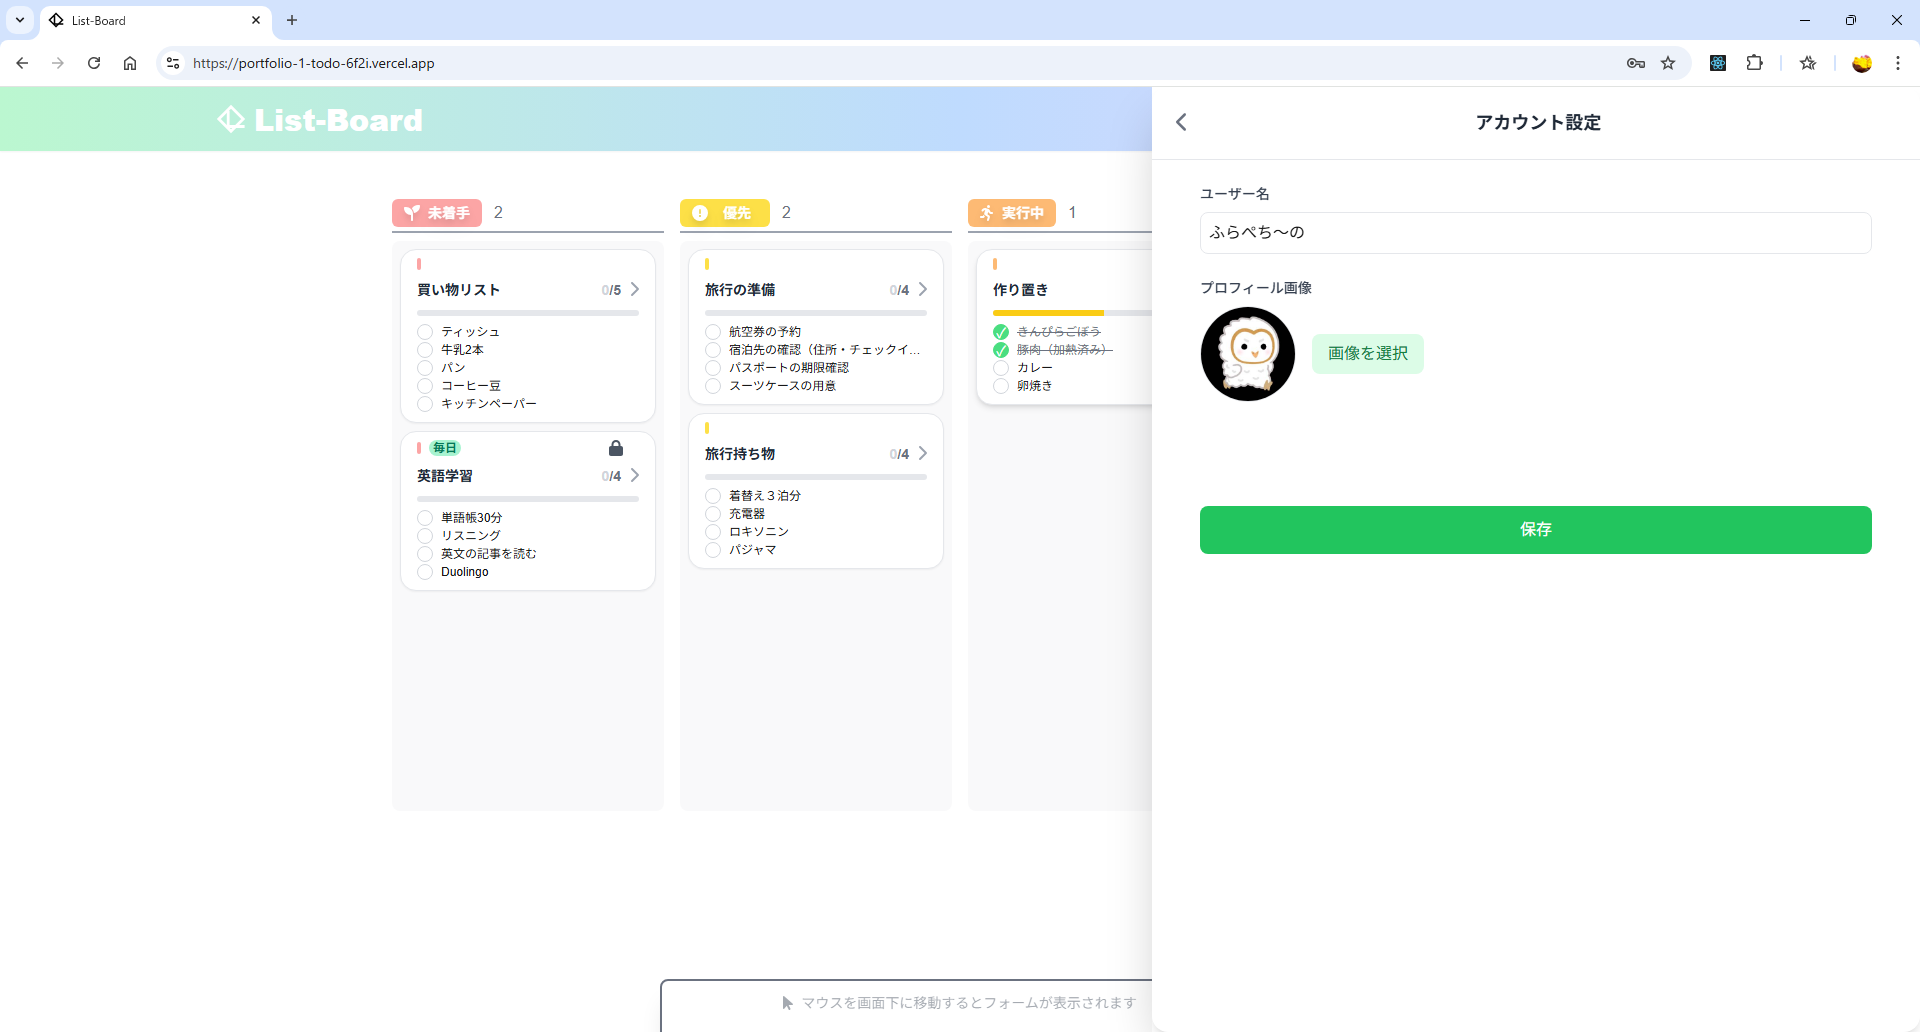 List-Board
https://portfolio-1-todo-6f2i.vercel.app
List-Board
未着手 2
買い物リスト 0/5
ティッシュ
牛乳2本
パン
コーヒー豆
キッチンペーパー
毎日
英語学習 0/4
単語帳30分
リスニング
英文の記事を読む
Duolingo
優先 2
旅行の準備 0/4
航空券の予約
宿泊先の確認（住所・チェックイ...
パスポートの期限確認
スーツケースの用意
旅行持ち物 0/4
着替え３泊分
充電器
ロキソニン
パジャマ
実行中 1
作り置き
きんぴらごぼう
豚肉（加熱済み）
カレー
卵焼き
マウスを画面下に移動するとフォームが表示されます
アカウント設定
ユーザー名
ふらぺち〜の
プロフィール画像
画像を選択
保存